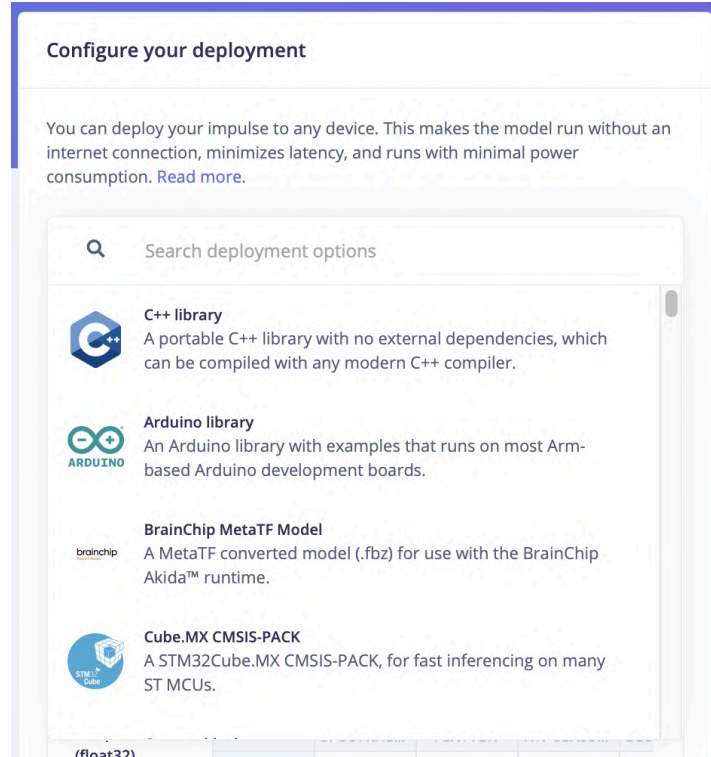 Configure your deployment
You can deploy your impulse to any device. This makes the model run without an
internet connection, minimizes latency, and runs with minimal power
consumption. Read more.
Search deployment options
C++ library
A portable C++ library with no external dependencies, which
can be compiled with any modern C++ compiler.
Arduino library
ARDUINO
An Arduino library with examples that runs on most Arm-
based Arduino development boards.
BrainChip MetaTF Model
brainchip
A MetaTF converted model (.fbz) for use with the BrainChip
Akida™ runtime.
Cube.MX CMSIS-PACK
STM32
Cube
A STM32Cube.MX CMSIS-PACK, for fast inferencing on many
ST MCUs.
(float32)